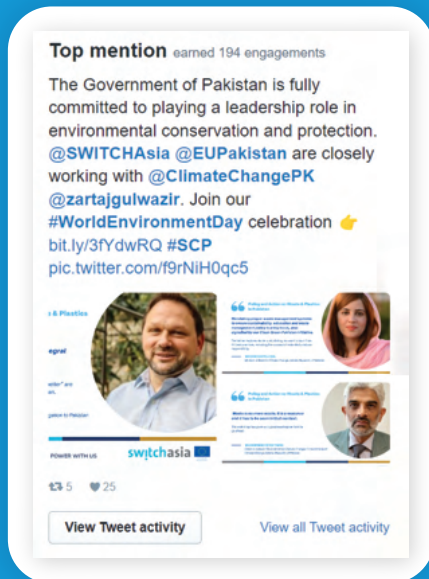 Top mention earned 194 engagements
The Government of Pakistan is fully
committed to playing a leadership role in
environmental conservation and protection.
@SWITCHAsia @EUPakistan are closely
working with @ClimateChangePK
@zartajgulwazir. Join our
#WorldEnvironmentDay celebration 👉
bit.ly/3fYdwRQ #SCP
pic.twitter.com/f9rNiH0qc5
s & Plastics
egral
POWER WITH US
switchasia
5 25
View Tweet activity
View all Tweet activity